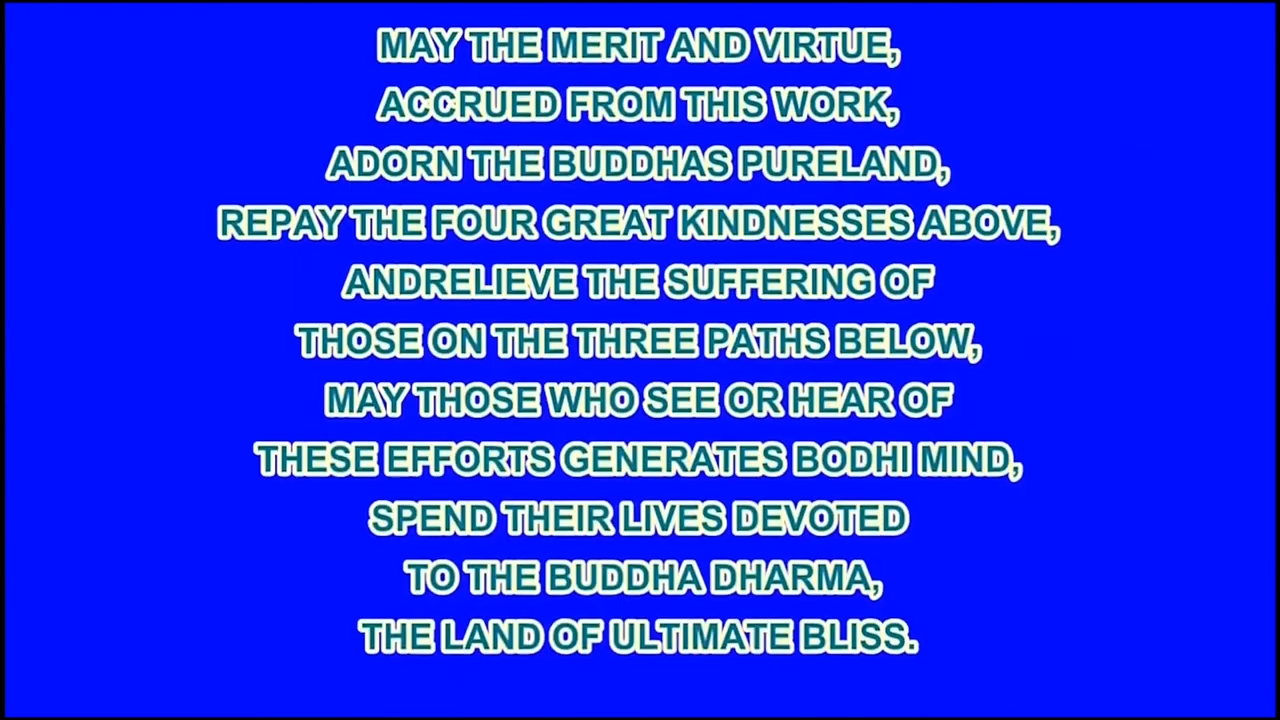 MAY THE MERIT AND VIRTUE,
ACCRUED FROM THIS WORK,
ADORN THE BUDDHAS PURELAND,
REPAY THE FOUR GREAT KINDNESSES ABOVE,
ANDRELIEVE THE SUFFERING OF
THOSE ON THE THREE PATHS BELOW,
MAY THOSE WHO SEE OR HEAR OF
THESE EFFORTS GENERATES BODHI MIND,
SPEND THEIR LIVES DEVOTED
TO THE BUDDHA DHARMA,
THE LAND OF ULTIMATE BLISS.